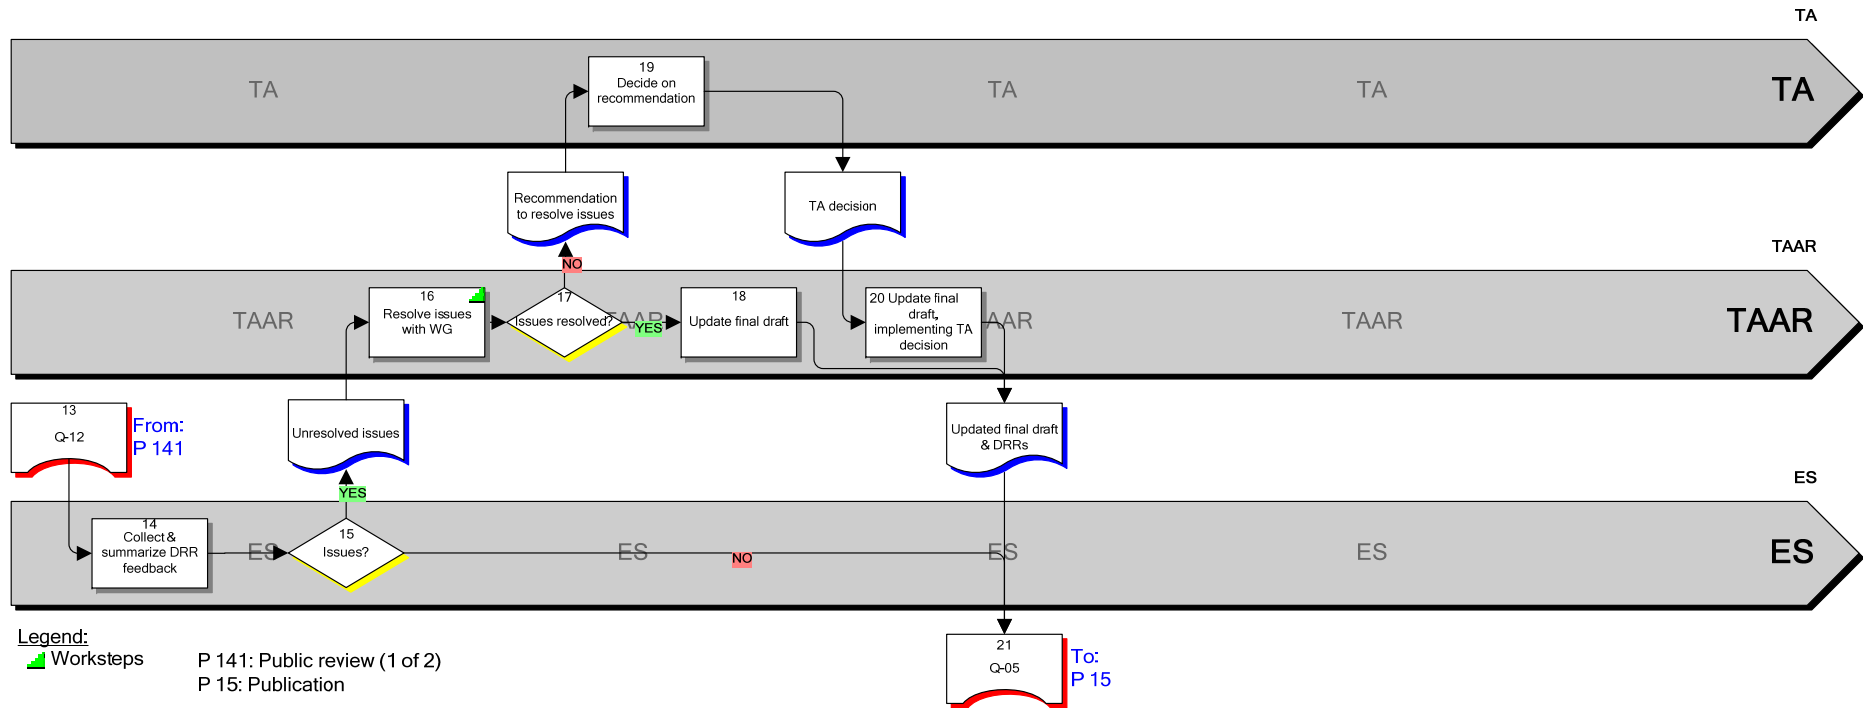 TA
TA
TA
TA
TA
19
Decide on
recommendation
Recommendation
to resolve issues
TA decision
TAAR
NO
TAAR
TAAR
AAR
TAAR
TAAR
16
Resolve issues
with WG
17
Issues resolved?
YES
18
Update final draft
20 Update final
draft,
implementing TA
decision
13
Q-12
From:
P 141
Unresolved issues
Updated final draft
& DRRs
ES
YES
14
Collect &
summarize DRR
feedback
ES
15
Issues?
ES
NO
ES
ES
ES
Legend:
Worksteps
P 141: Public review (1 of 2)
P 15: Publication
21
Q-05
To:
P 15